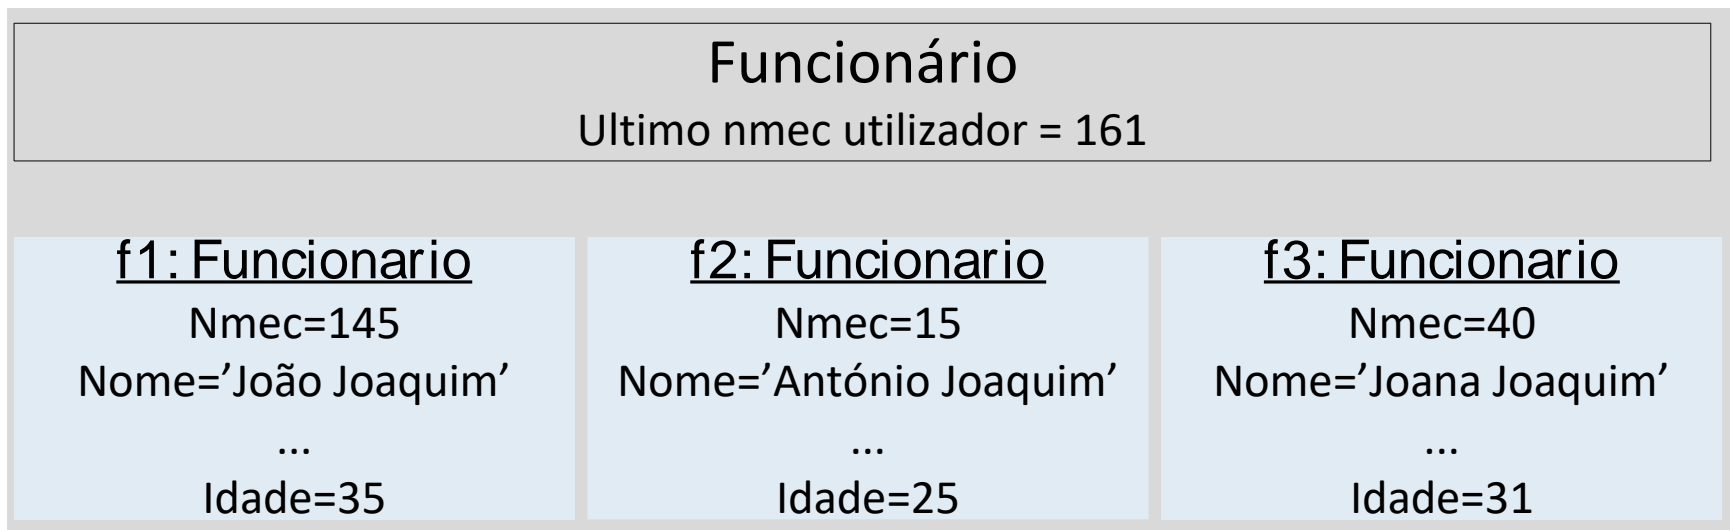 Funcionário
Ultimo nmec utilizador = 161
f1: Funcionario
Nmec=145
Nome=’João Joaquim’
...
Idade=35
f2: Funcionario
Nmec=15
Nome=’António Joaquim’
...
Idade=25
f3: Funcionario
Nmec=40
Nome=’Joana Joaquim’
...
Idade=31